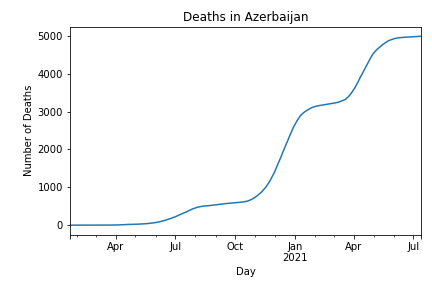 Deaths in Azerbaijan
Number of Deaths
5000
4000
3000
2000
1000
0
Apr Jul Oct Jan Apr Jul
2021
Day